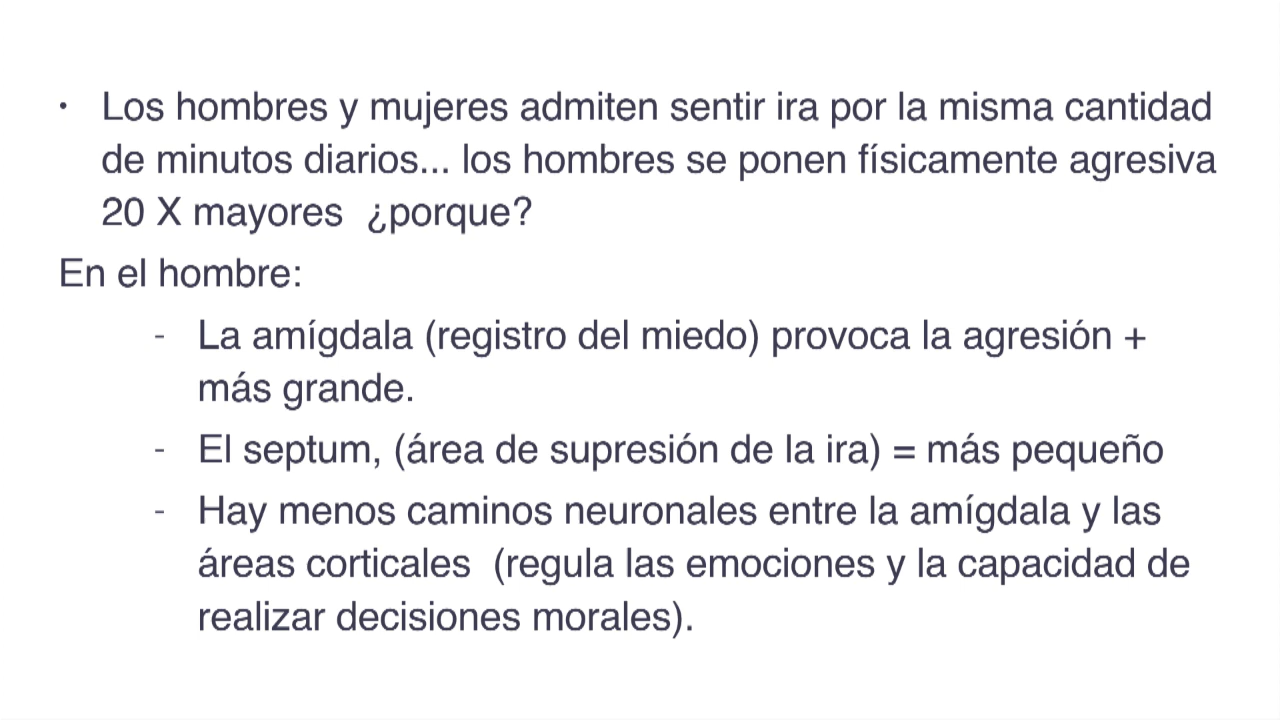 • Los hombres y mujeres admiten sentir ira por la misma cantidad
de minutos diarios... los hombres se ponen físicamente agresiva
20 X mayores ¿porque?
En el hombre:
- La amígdala (registro del miedo) provoca la agresión +
más grande.
- El septum, (área de supresión de la ira) = más pequeño
- Hay menos caminos neuronales entre la amígdala y las
áreas corticales (regula las emociones y la capacidad de
realizar decisiones morales).